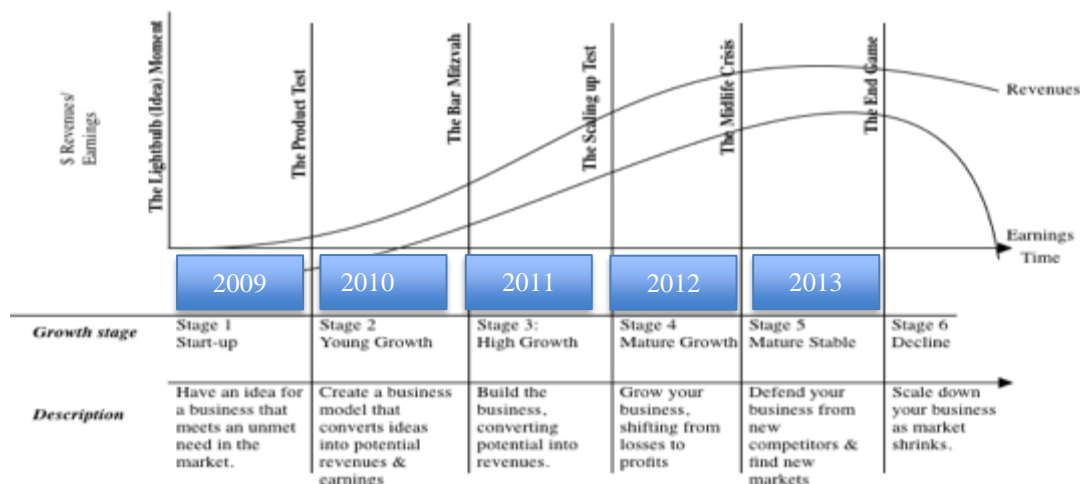 $ Revenues/
Earnings
The Lightbulb (Idea) Moment
The Product Test
The Bar Mitzvah
The Scaling up Test
The Midlife Crisis
The End Game
Revenues
Earnings
Time
2009
2010
2011
2012
2013
Growth stage
Stage 1
Start-up
Stage 2
Young Growth
Stage 3:
High Growth
Stage 4
Mature Growth
Stage 5
Mature Stable
Stage 6
Decline
Description
Have an idea for
a business that
meets an unmet
need in the
market.
Create a business
model that
converts ideas
into potential
revenues &
earnings
Build the
business,
converting
potential into
revenues.
Grow your
business,
shifting from
losses to
profits
Defend your
business from
new
competitors &
find new
markets
Scale down
your business
as market
shrinks.